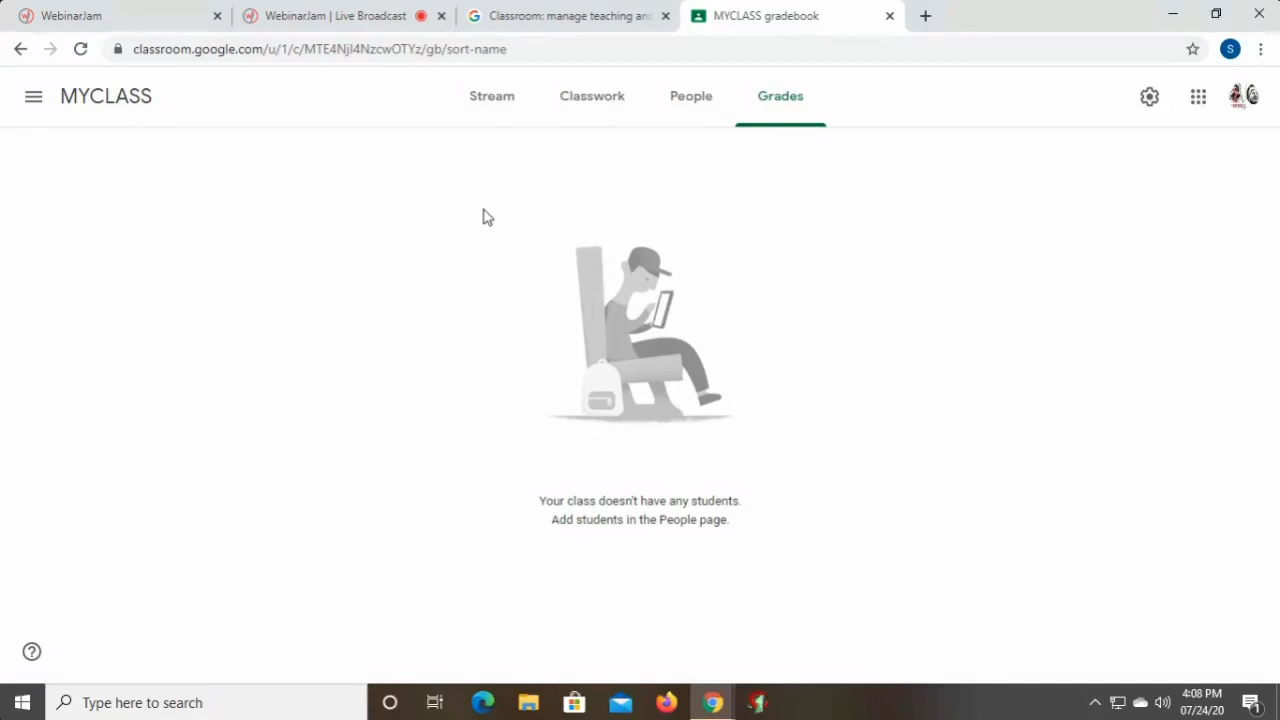 WebinarJam
WebinarJam | Live Broadcast
Classroom: manage teaching and
MYCLASS gradebook
classroom.google.com/u/1/c/MTE4NjI4NzcwOTYz/gb/sort-name
S
MYCLASS
Stream
Classwork
People
Grades
Your class doesn't have any students.
Add students in the People page.
Type here to search
4:08 PM
07/24/20
1